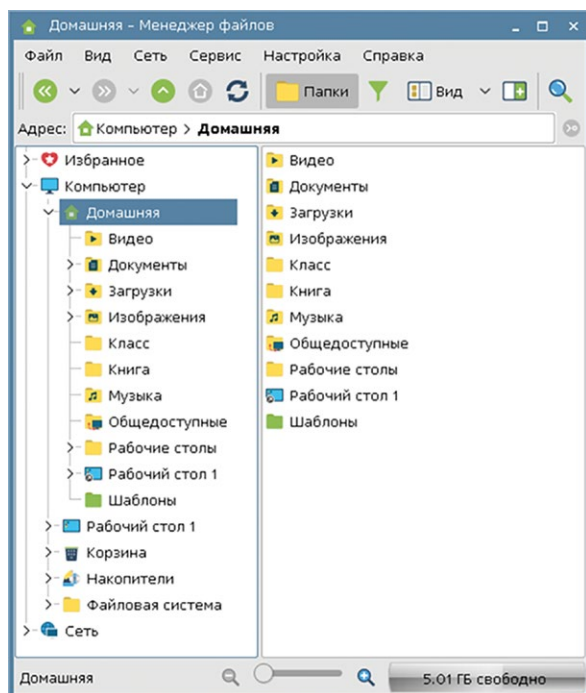 Домашняя – Менеджер файлов
Файл Вид Сеть Сервис Настройка Справка
Папки Вид
Адрес: Компьютер > Домашняя
Избранное
Компьютер
Домашняя
Видео
Документы
Загрузки
Изображения
Класс
Книга
Музыка
Общедоступные
Рабочие столы
Рабочий стол 1
Шаблоны
Рабочий стол 1
Корзина
Накопители
Файловая система
Сеть
Видео
Документы
Загрузки
Изображения
Класс
Книга
Музыка
Общедоступные
Рабочие столы
Рабочий стол 1
Шаблоны
Домашняя 5.01 ГБ свободно